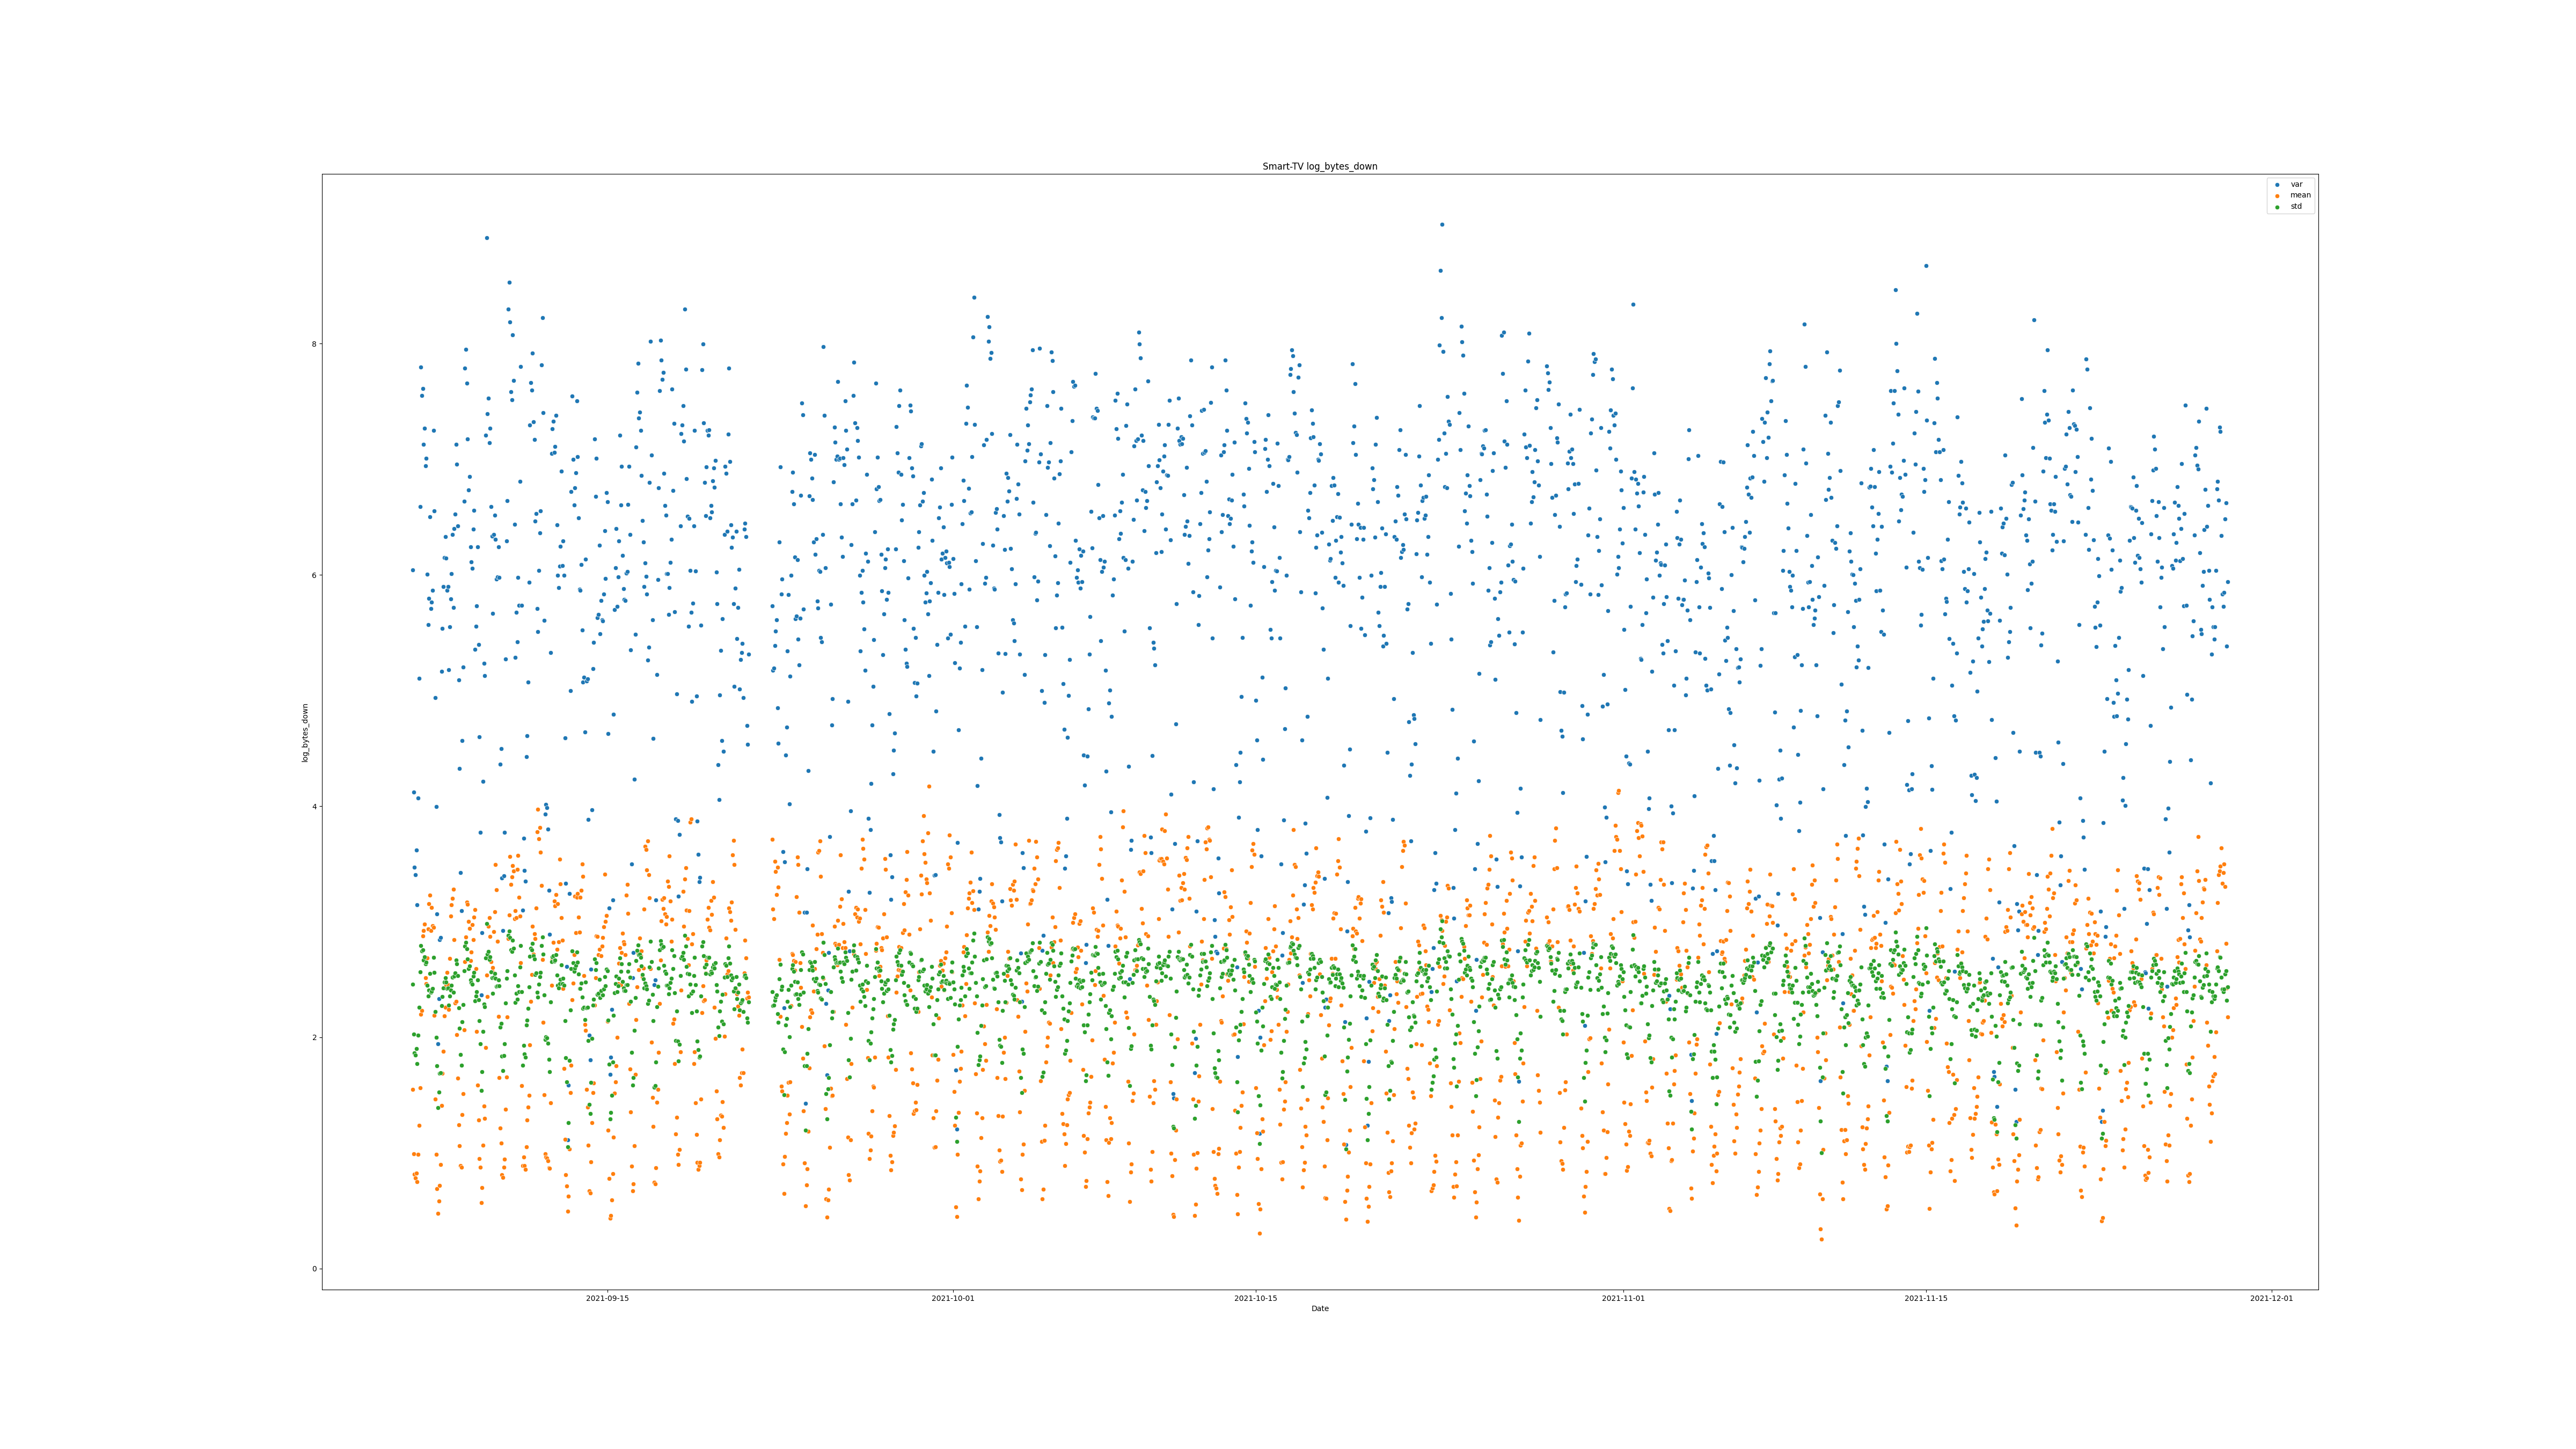 Smart-TV log_bytes_down
var
mean
std
8
6
4
2
0
log_bytes_down
2021-09-15
2021-10-01
2021-10-15
2021-11-01
2021-11-15
2021-12-01
Date